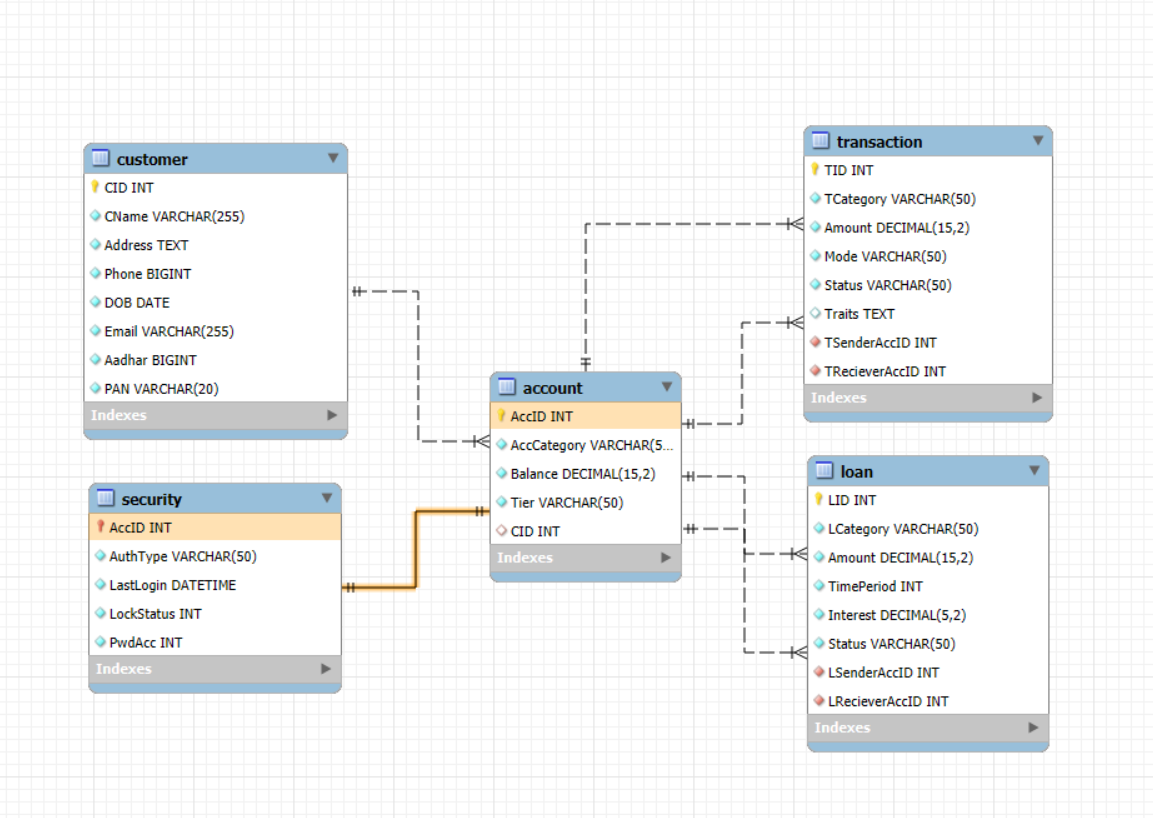 customer
CID INT
CName VARCHAR(255)
Address TEXT
Phone BIGINT
DOB DATE
Email VARCHAR(255)
Aadhar BIGINT
PAN VARCHAR(20)
Indexes
security
AccID INT
AuthType VARCHAR(50)
LastLogin DATETIME
LockStatus INT
PwdAcc INT
Indexes
account
AccID INT
AccCategory VARCHAR(5...
Balance DECIMAL(15,2)
Tier VARCHAR(50)
CID INT
Indexes
transaction
TID INT
TCategory VARCHAR(50)
Amount DECIMAL(15,2)
Mode VARCHAR(50)
Status VARCHAR(50)
Traits TEXT
TSenderAccID INT
TRecieverAccID INT
Indexes
loan
LID INT
LCategory VARCHAR(50)
Amount DECIMAL(15,2)
TimePeriod INT
Interest DECIMAL(5,2)
Status VARCHAR(50)
LSenderAccID INT
LRecieverAccID INT
Indexes